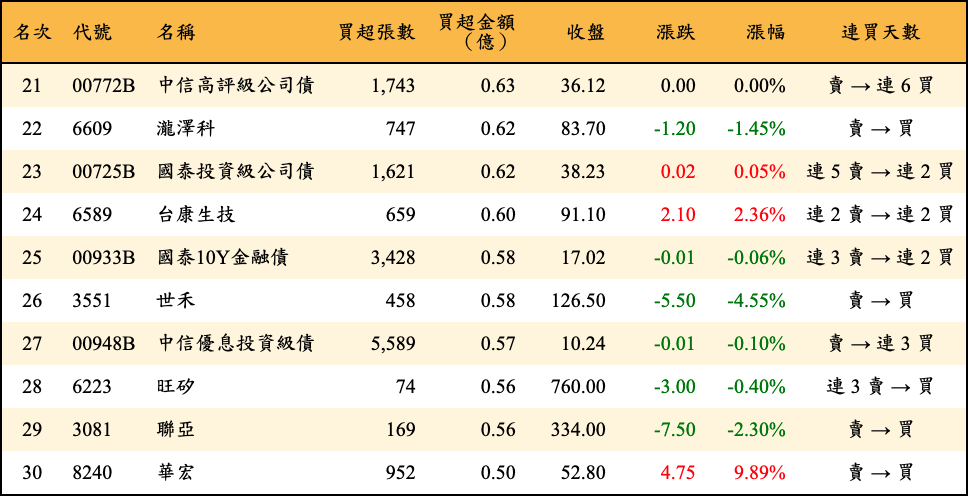 名次 代號 名稱 買超張數 買超金額（億） 收盤 漲跌 漲幅 連買天數
21 00772B 中信高評級公司債 1,743 0.63 36.12 0.00 0.00% 賣 → 連 6 買
22 6609 瀧澤科 747 0.62 83.70 -1.20 -1.45% 賣 → 買
23 00725B 國泰投資級公司債 1,621 0.62 38.23 0.02 0.05% 連 5 賣 → 連 2 買
24 6589 台康生技 659 0.60 91.10 2.10 2.36% 連 2 賣 → 連 2 買
25 00933B 國泰10Y金融債 3,428 0.58 17.02 -0.01 -0.06% 連 3 賣 → 連 2 買
26 3551 世禾 458 0.58 126.50 -5.50 -4.55% 賣 → 買
27 00948B 中信優息投資級債 5,589 0.57 10.24 -0.01 -0.10% 賣 → 連 3 買
28 6223 旺矽 74 0.56 760.00 -3.00 -0.40% 連 3 賣 → 買
29 3081 聯亞 169 0.56 334.00 -7.50 -2.30% 賣 → 買
30 8240 華宏 952 0.50 52.80 4.75 9.89% 賣 → 買